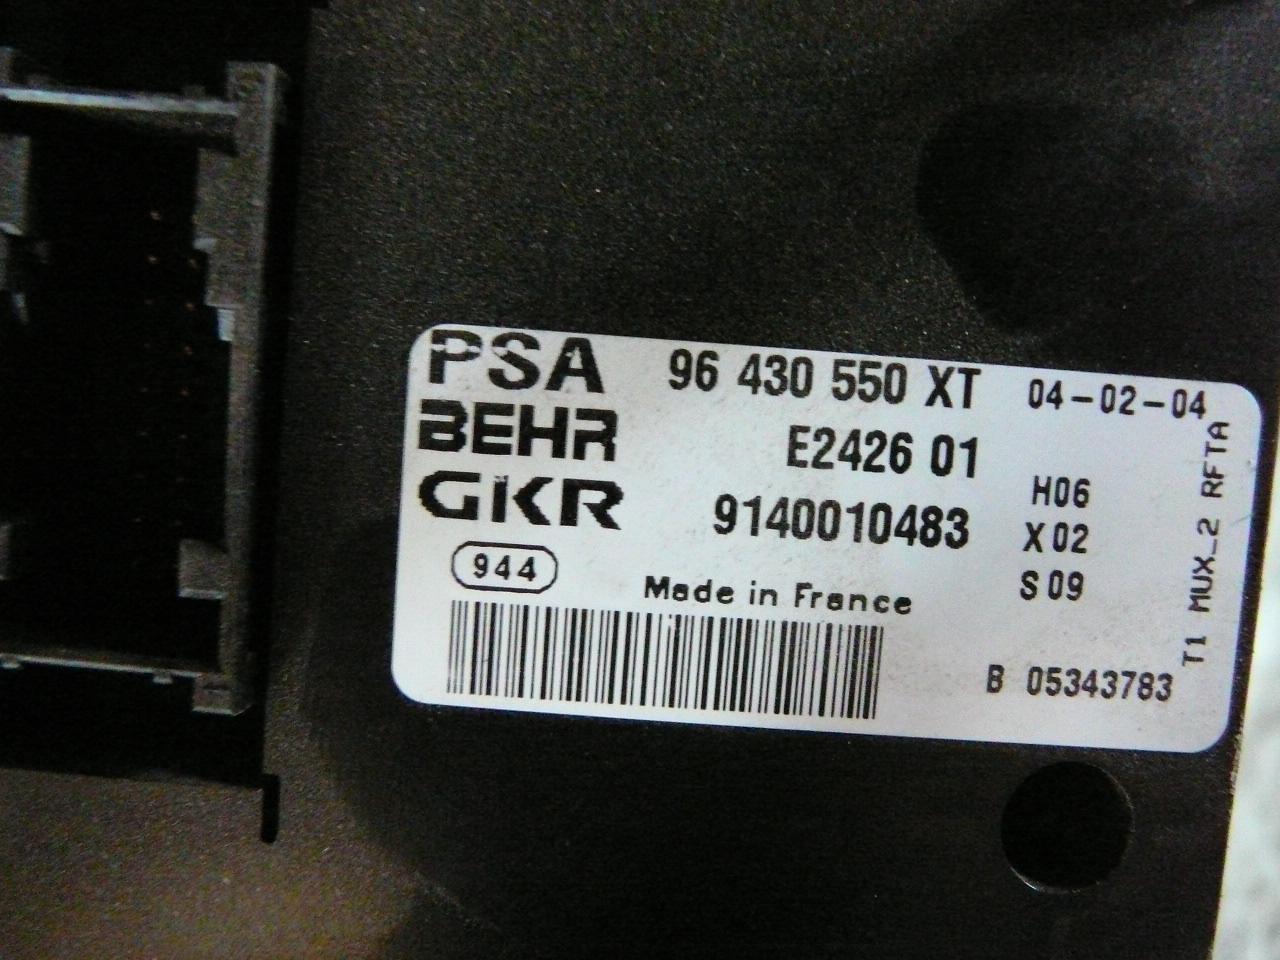 PSA 96 430 550 XT 04-02-04
BEHR E2426 01
GKR 9140010483
H06
X02
S09
944
Made in France
B 05343783
T1 MUX_2 RFTA